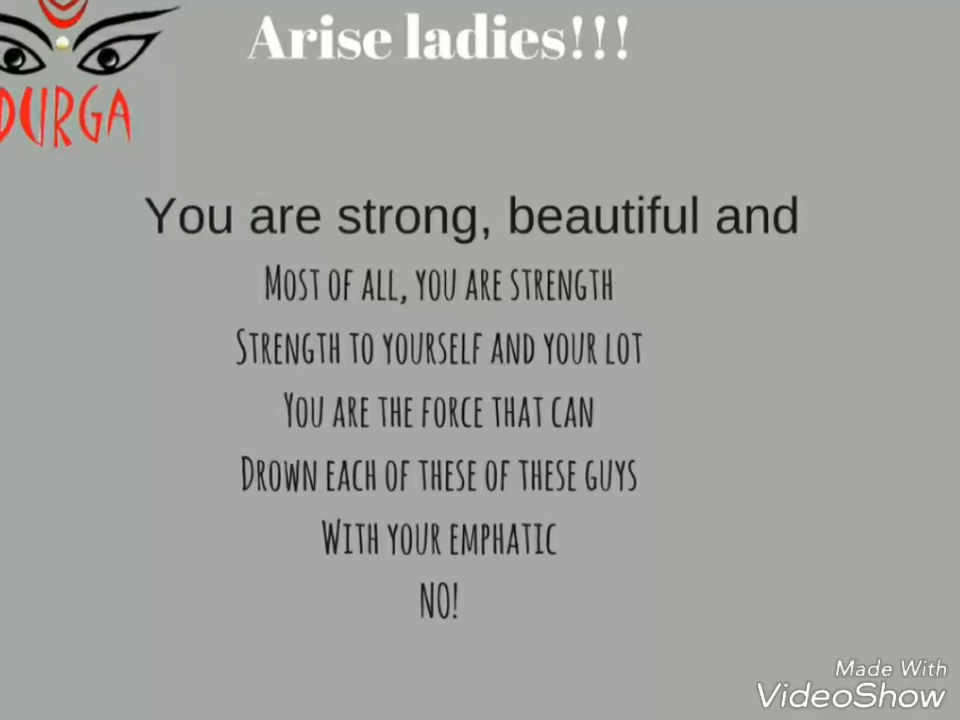 Arise ladies!!!
DURGA
You are strong, beautiful and
MOST OF ALL, YOU ARE STRENGTH
STRENGTH TO YOURSELF AND YOUR LOT
YOU ARE THE FORCE THAT CAN
DROWN EACH OF THESE OF THESE GUYS
WITH YOUR EMPHATIC
NO!
Made With
VideoShow